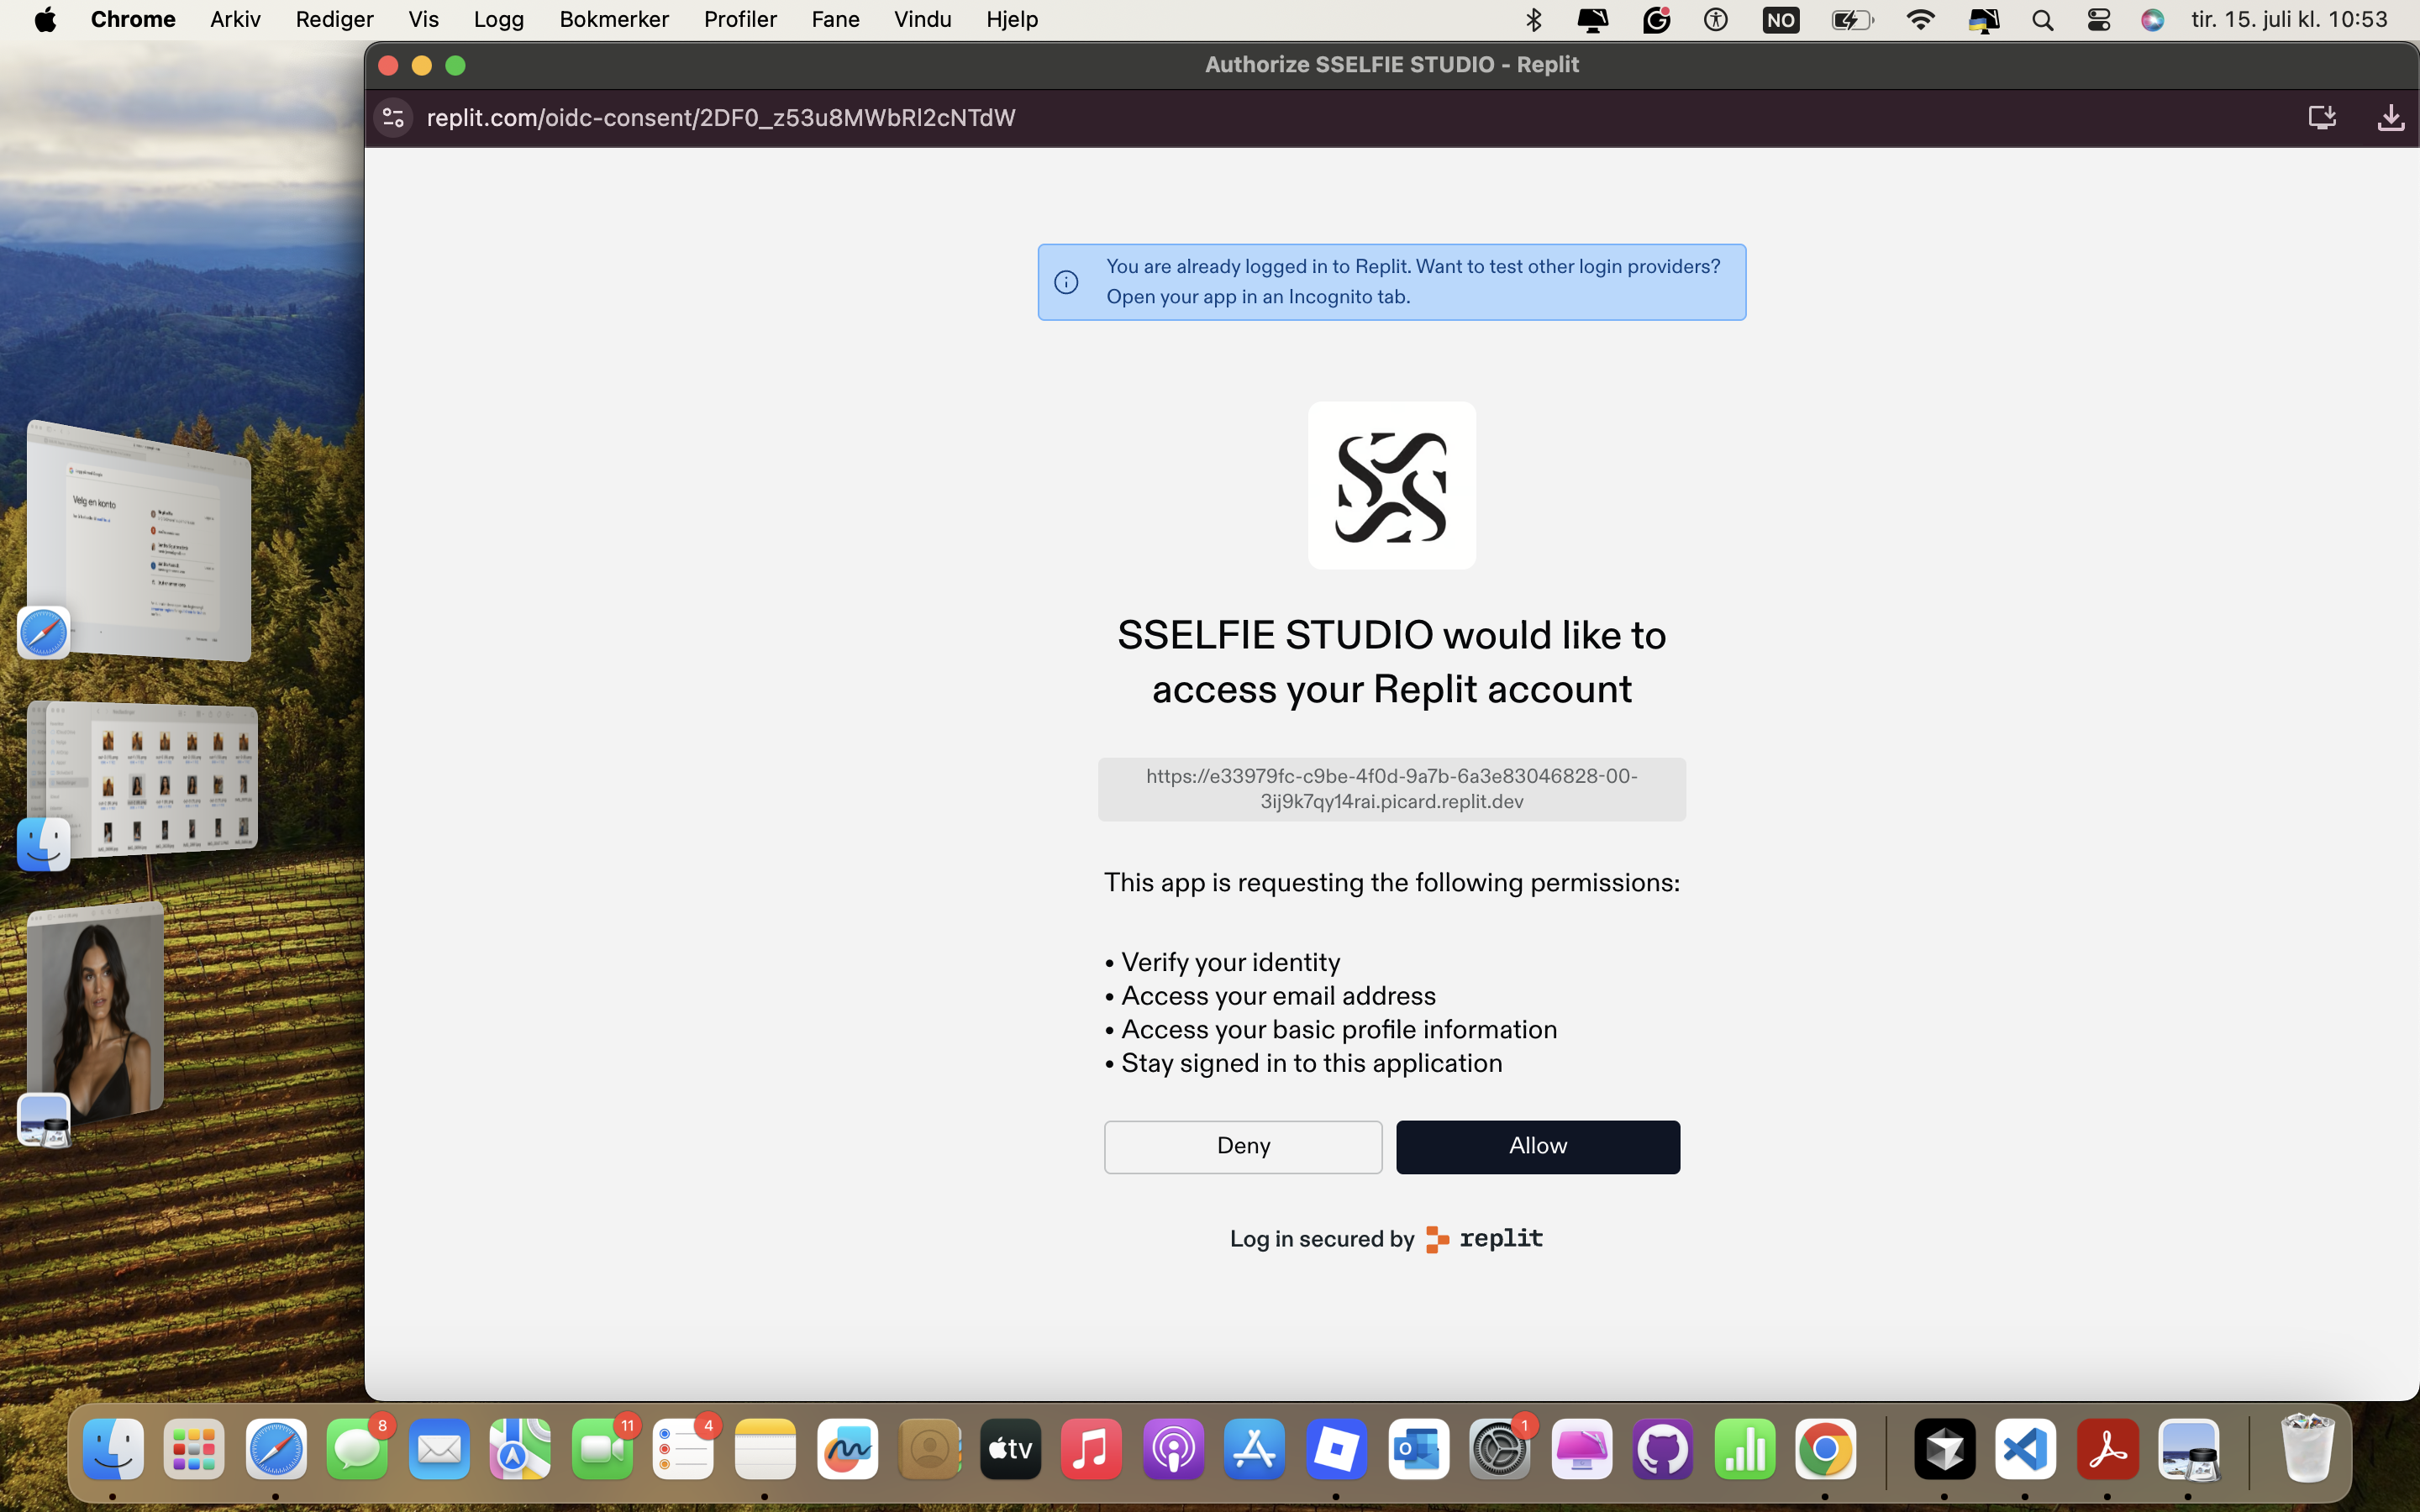 Chrome Arkiv Rediger Vis Logg Bokmerker Profiler Fane Vindu Hjelp NO tir. 15. juli kl. 10:53
Authorize SSELFIE STUDIO - Replit
replit.com/oidc-consent/2DF0_z53u8MWbRI2cNTdW
You are already logged in to Replit. Want to test other login providers?
Open your app in an Incognito tab.
SSELFIE STUDIO would like to
access your Replit account
https://e33979fc-c9be-4f0d-9a7b-6a3e83046828-00-
3ij9k7qy14rai.picard.replit.dev
This app is requesting the following permissions:
• Verify your identity
• Access your email address
• Access your basic profile information
• Stay signed in to this application
Deny Allow
Log in secured by replit
Velg en konto
8 11 4 tv 1